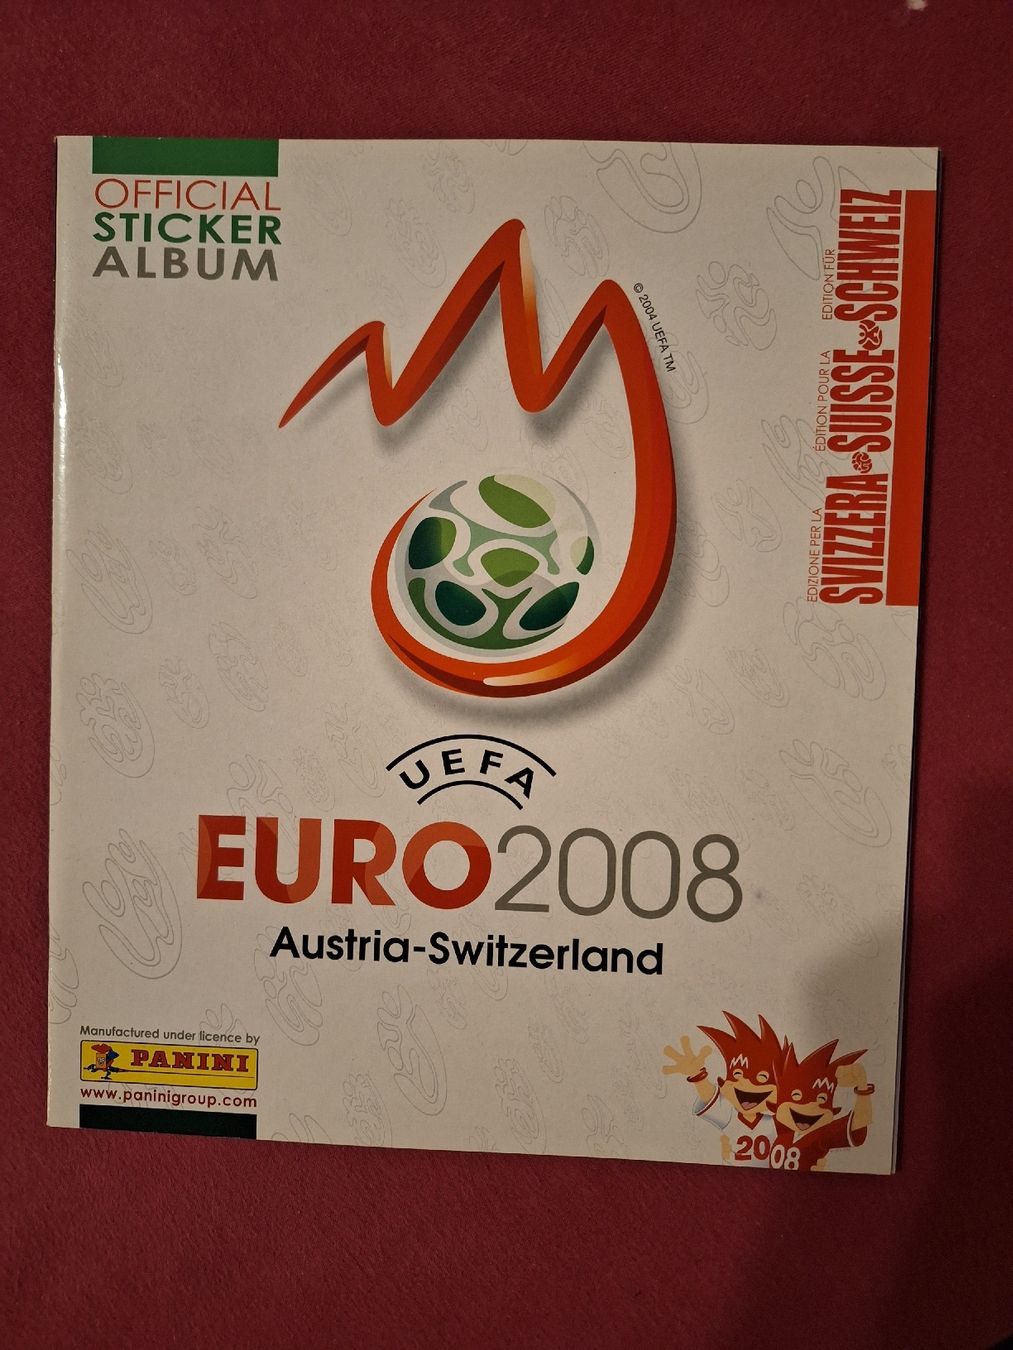 OFFICIAL
STICKER
ALBUM
© 2004 UEFA TM
EDIZIONE PER LA ÉDITION POUR LA EDITION FÜR
SVIZZERA SUISSE SCHWEIZ
UEFA
EURO2008
Austria-Switzerland
Manufactured under licence by
PANINI
www.paninigroup.com
2008